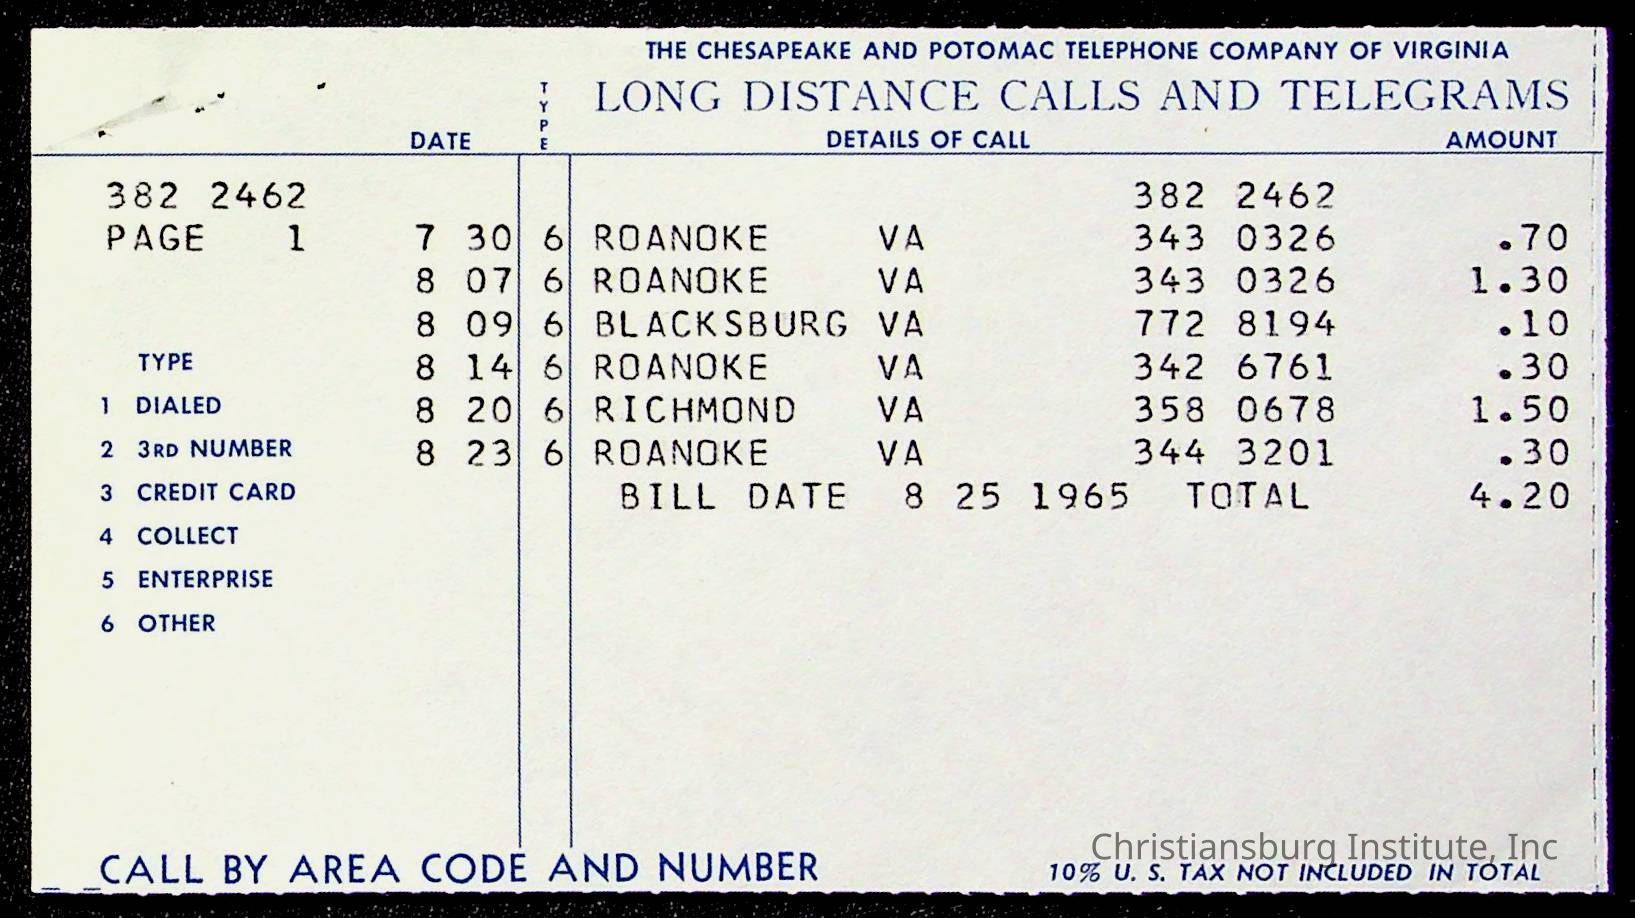 THE CHESAPEAKE AND POTOMAC TELEPHONE COMPANY OF VIRGINIA
LONG DISTANCE CALLS AND TELEGRAMS
DATE TYPE DETAILS OF CALL AMOUNT
382 2462 382 2462
PAGE 1 7 30 6 ROANOKE VA 343 0326 .70
8 07 6 ROANOKE VA 343 0326 1.30
8 09 6 BLACKSBURG VA 772 8194 .10
TYPE 8 14 6 ROANOKE VA 342 6761 .30
1 DIALED 8 20 6 RICHMOND VA 358 0678 1.50
2 3RD NUMBER 8 23 6 ROANOKE VA 344 3201 .30
3 CREDIT CARD BILL DATE 8 25 1965 TOTAL 4.20
4 COLLECT
5 ENTERPRISE
6 OTHER
Christiansburg Institute, Inc
CALL BY AREA CODE AND NUMBER 10% U. S. TAX NOT INCLUDED IN TOTAL